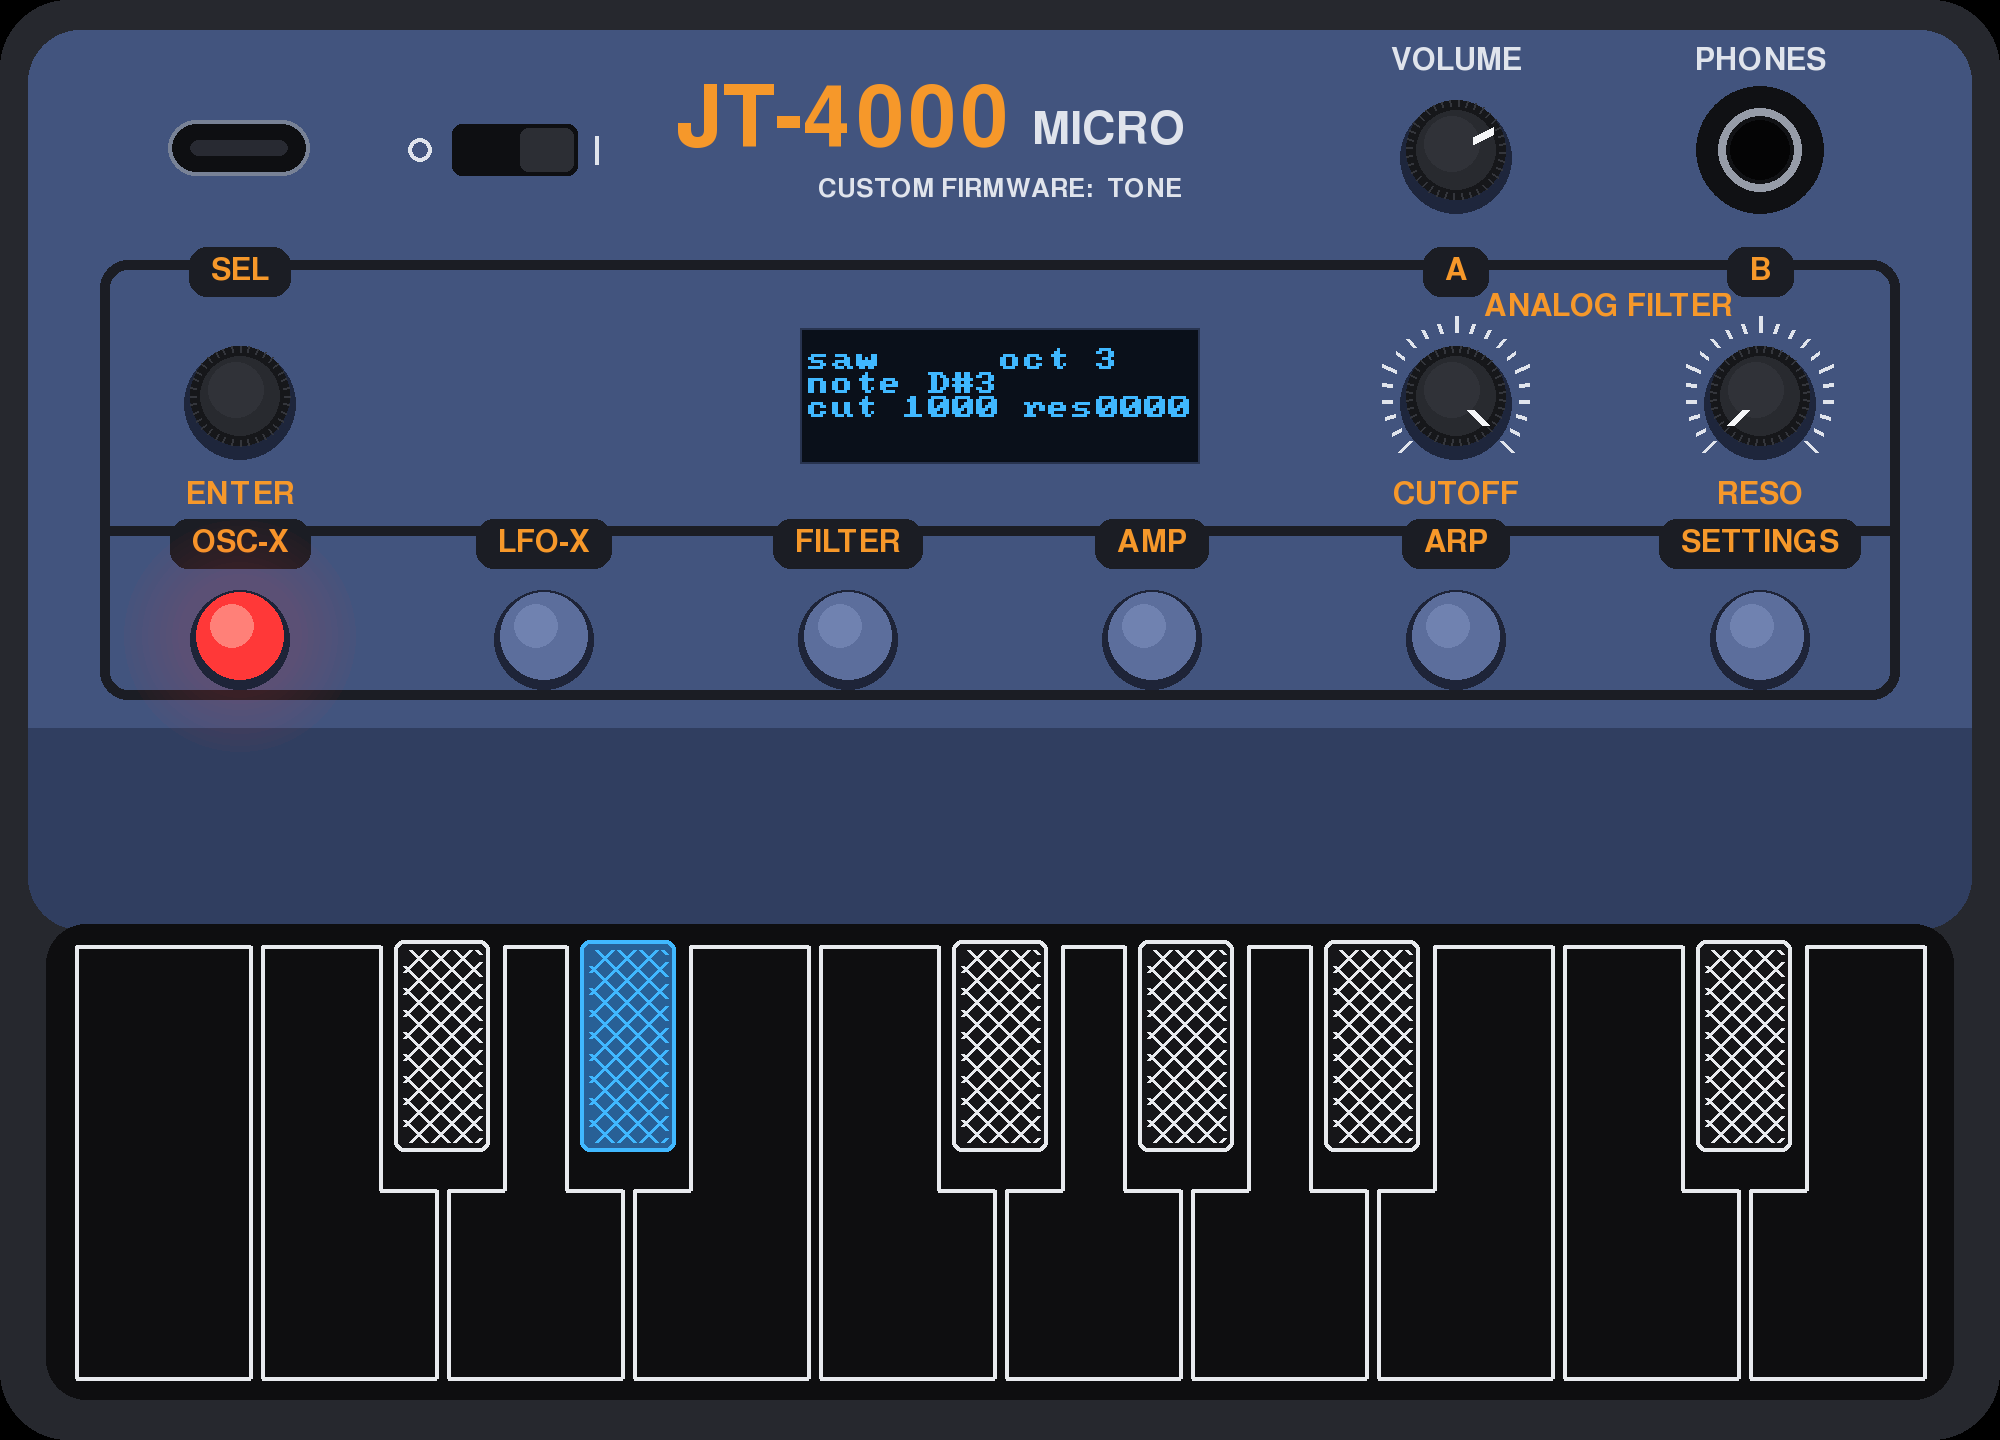 VOLUME
PHONES
JT-4000 MICRO
CUSTOM FIRMWARE: TONE
SEL
A
B
ANALOG FILTER
saw oct 3
note D#3
cut 1000 res0000
ENTER
CUTOFF
RESO
OSC-X
LFO-X
FILTER
AMP
ARP
SETTINGS